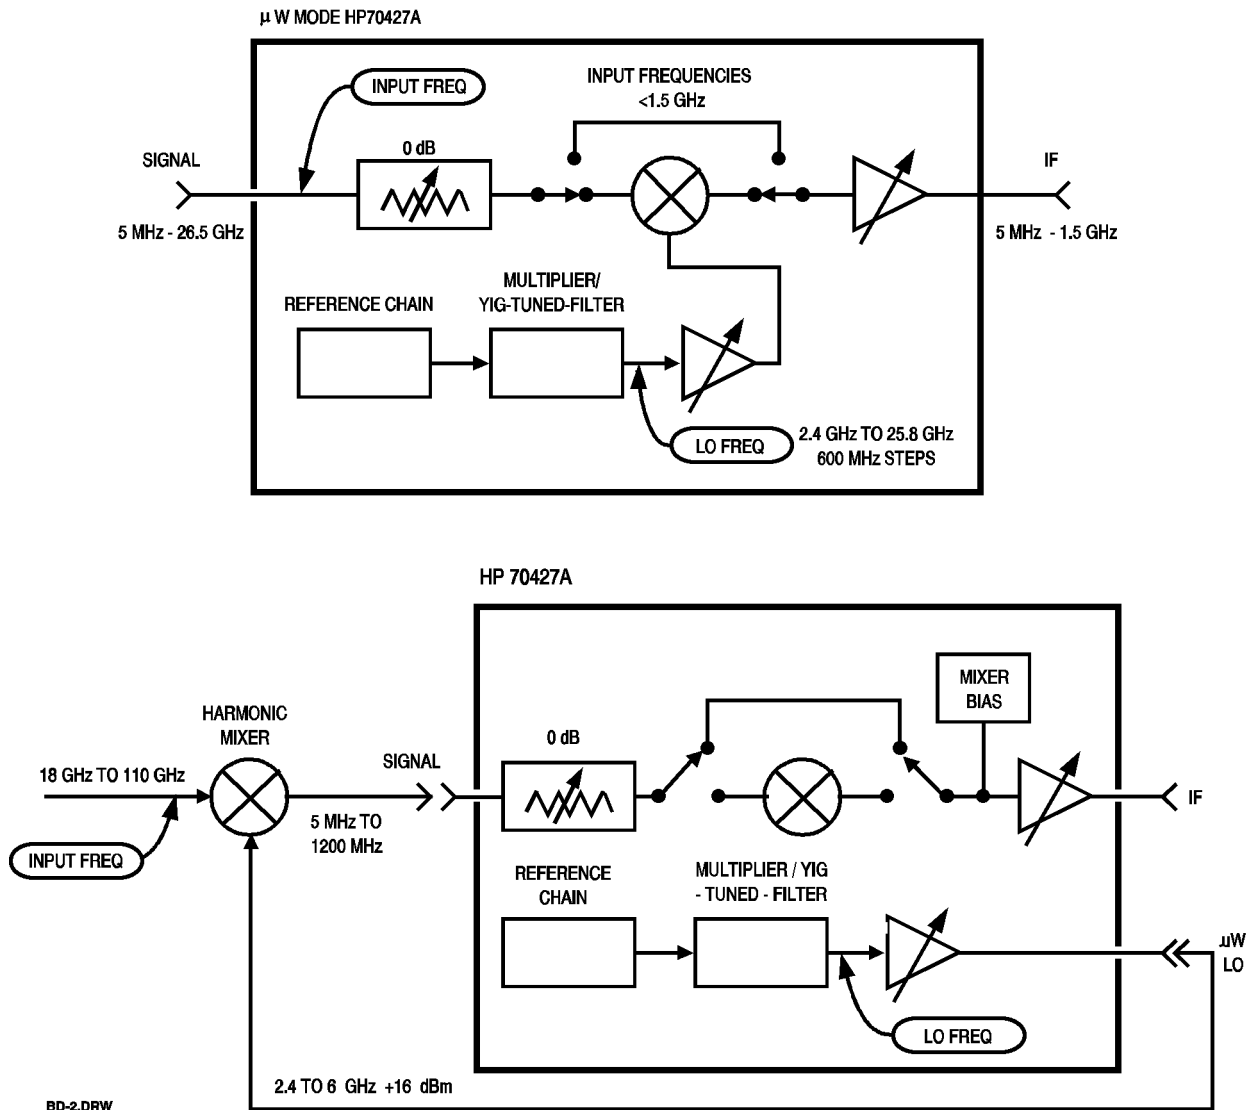 μ W MODE HP70427A
INPUT FREQ
INPUT FREQUENCIES
<1.5 GHz
SIGNAL
0 dB
IF
5 MHz - 26.5 GHz
5 MHz - 1.5 GHz
REFERENCE CHAIN
MULTIPLIER/
YIG-TUNED-FILTER
LO FREQ
2.4 GHz TO 25.8 GHz
600 MHz STEPS
HP 70427A
MIXER
BIAS
HARMONIC
MIXER
0 dB
SIGNAL
18 GHz TO 110 GHz
IF
5 MHz TO
1200 MHz
INPUT FREQ
REFERENCE
CHAIN
MULTIPLIER / YIG
- TUNED - FILTER
μW
LO
LO FREQ
2.4 TO 6 GHz +16 dBm
BD-2.DRW